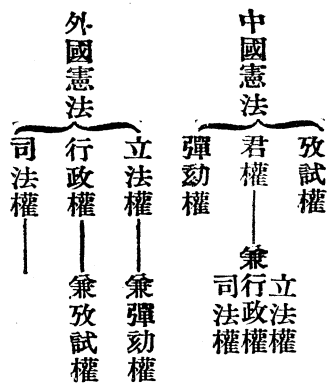 中國憲法
攷試權
君權
立法權
兼行政權
司法權
彈劾權
外國憲法
立法權
兼彈劾權
行政權
兼攷試權
司法權